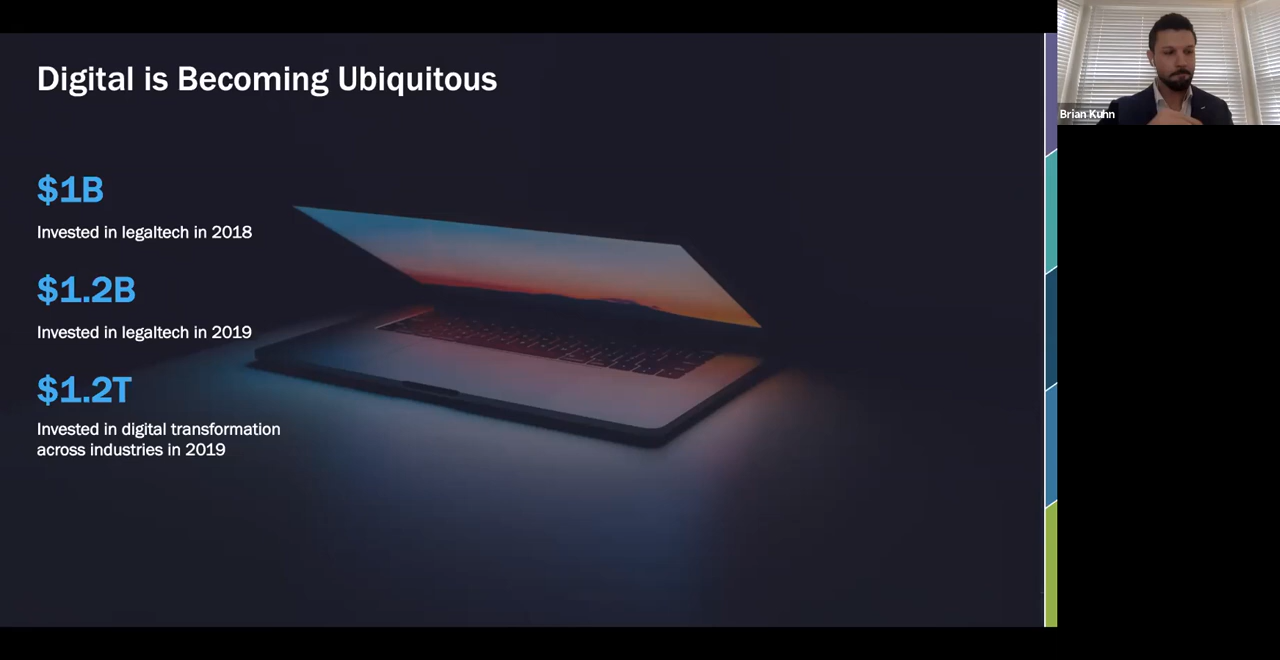 Digital is Becoming Ubiquitous
$1B
Invested in legaltech in 2018
$1.2B
Invested in legaltech in 2019
$1.2T
Invested in digital transformation
across industries in 2019
Brian Kuhn